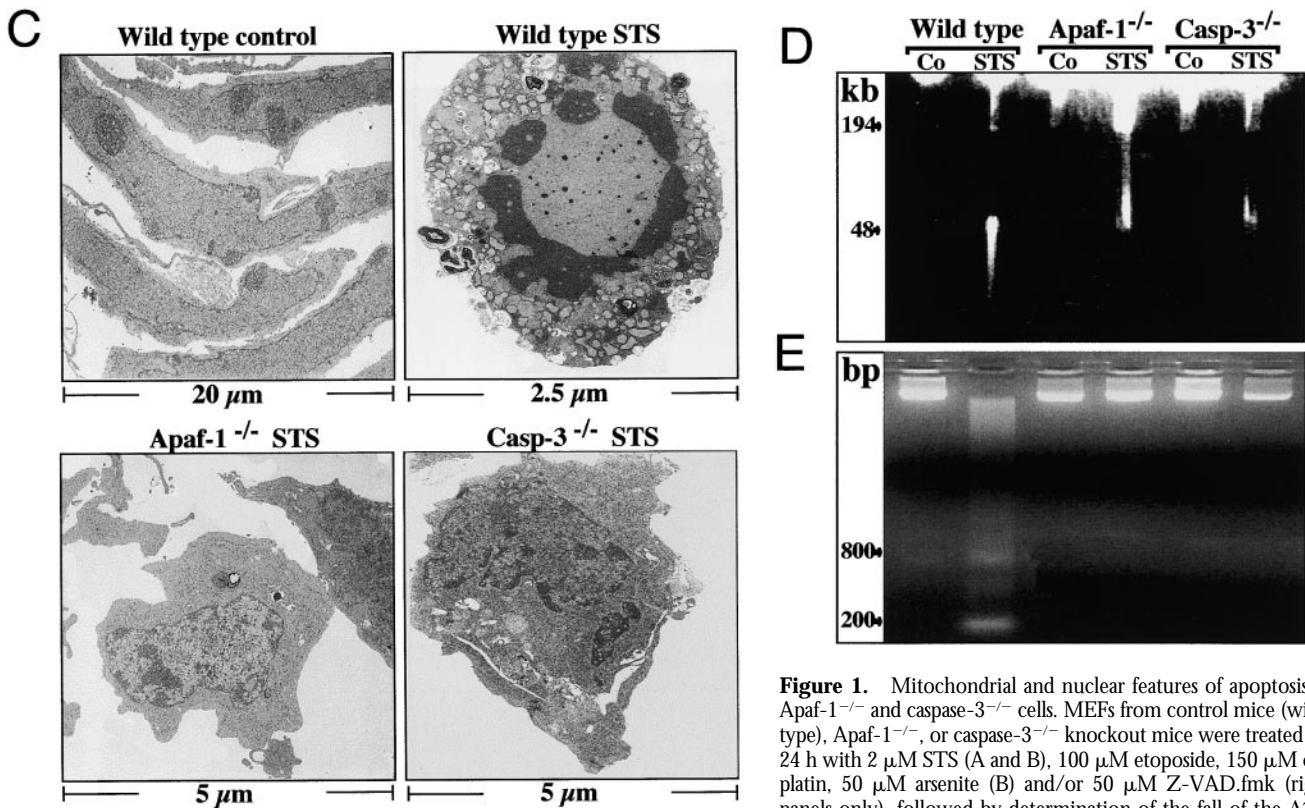 C
Wild type control
Wild type STS
20 μm
2.5 μm
Apaf-1 -/- STS
Casp-3 -/- STS
5 μm
5 μm
D
Wild type Apaf-1-/- Casp-3-/-
Co STS Co STS Co STS
kb
194
48
E
bp
800
200
Figure 1. Mitochondrial and nuclear features of apoptosis
Apaf-1−/− and caspase-3−/− cells. MEFs from control mice (wi
type), Apaf-1−/−, or caspase-3−/− knockout mice were treated
24 h with 2 μM STS (A and B), 100 μM etoposide, 150 μM c
platin, 50 μM arsenite (B) and/or 50 μM Z-VAD.fmk (ri
panels only), followed by determination of the fall of the